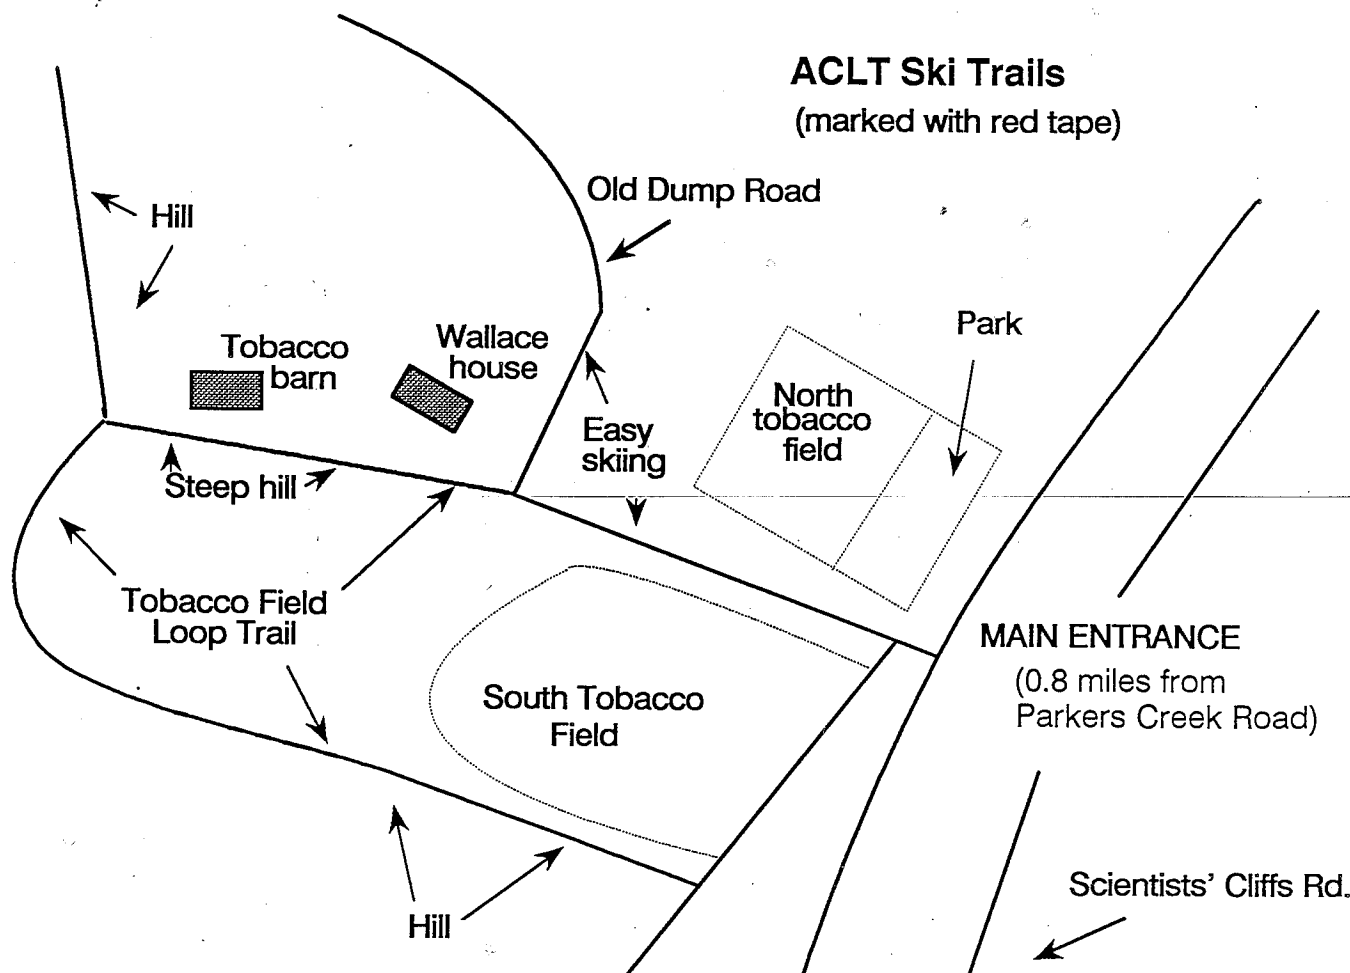 ACLT Ski Trails
(marked with red tape)
Old Dump Road
Hill
Park
Wallace
house
Tobacco
barn
North
tobacco
field
Easy
skiing
Steep hill
Tobacco Field
Loop Trail
MAIN ENTRANCE
(0.8 miles from
Parkers Creek Road)
South Tobacco
Field
Scientists' Cliffs Rd.
Hill